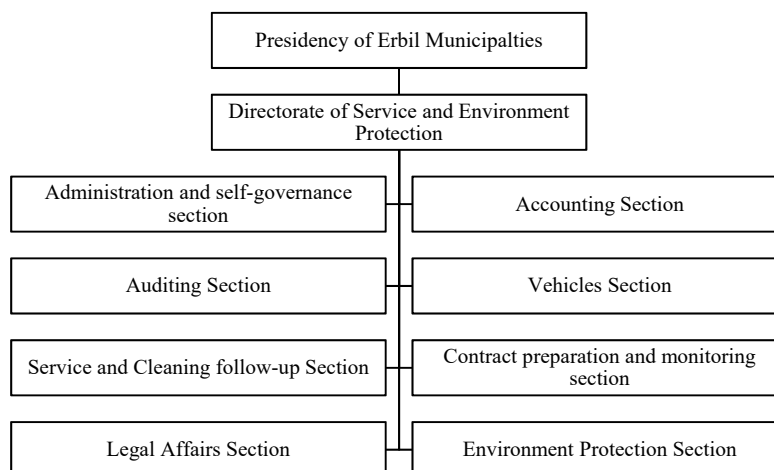 Presidency of Erbil Municipalties
Directorate of Service and Environment
Protection
Administration and self-governance
section
Accounting Section
Auditing Section
Vehicles Section
Service and Cleaning follow-up Section
Contract preparation and monitoring
section
Legal Affairs Section
Environment Protection Section